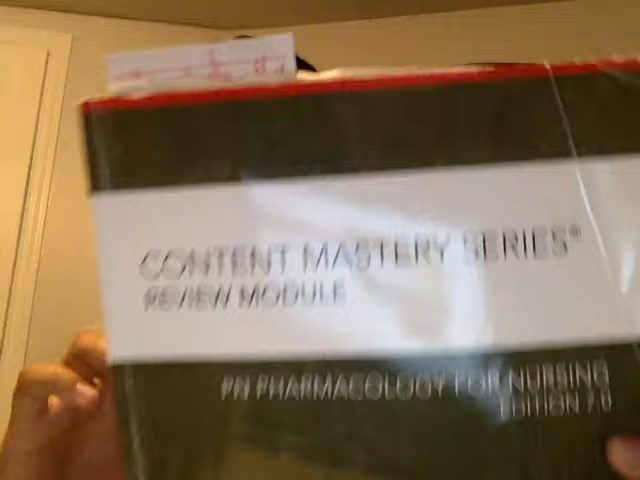 CONTENT MASTERY SERIES®
REVIEW MODULE
PN PHARMACOLOGY FOR NURSING
EDITION 7.0